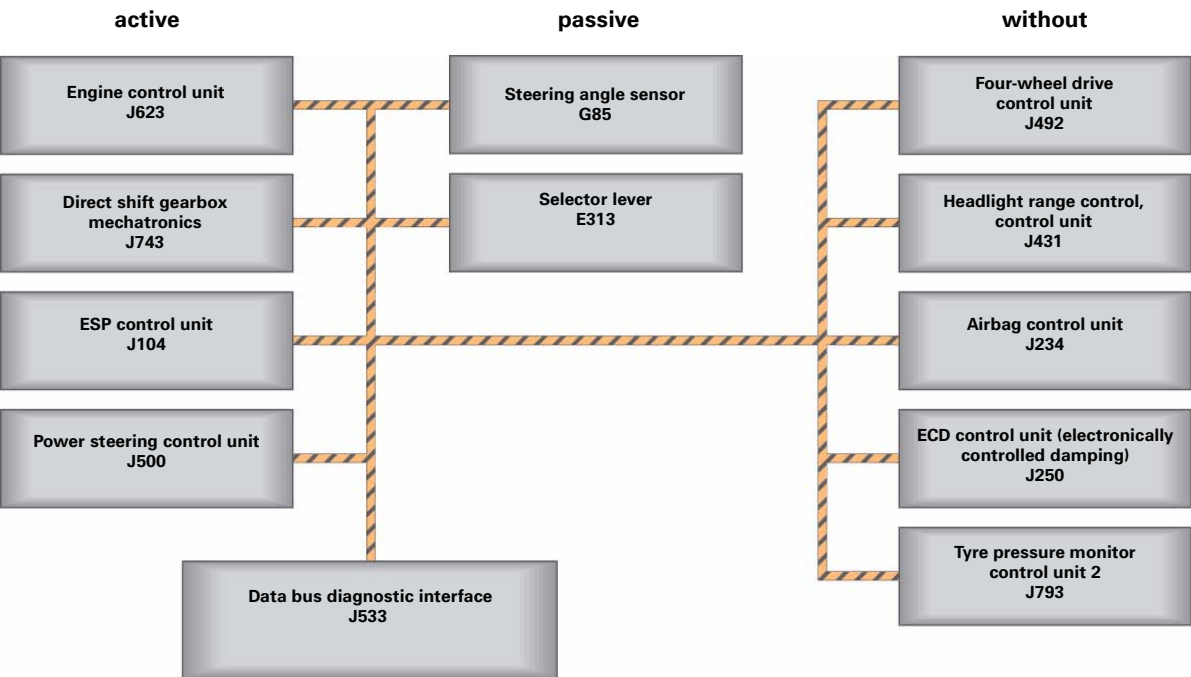 active
passive
without
Engine control unit
J623
Direct shift gearbox
mechatronics
J743
ESP control unit
J104
Power steering control unit
J500
Steering angle sensor
G85
Selector lever
E313
Four-wheel drive
control unit
J492
Headlight range control,
control unit
J431
Airbag control unit
J234
ECD control unit (electronically
controlled damping)
J250
Tyre pressure monitor
control unit 2
J793
Data bus diagnostic interface
J533